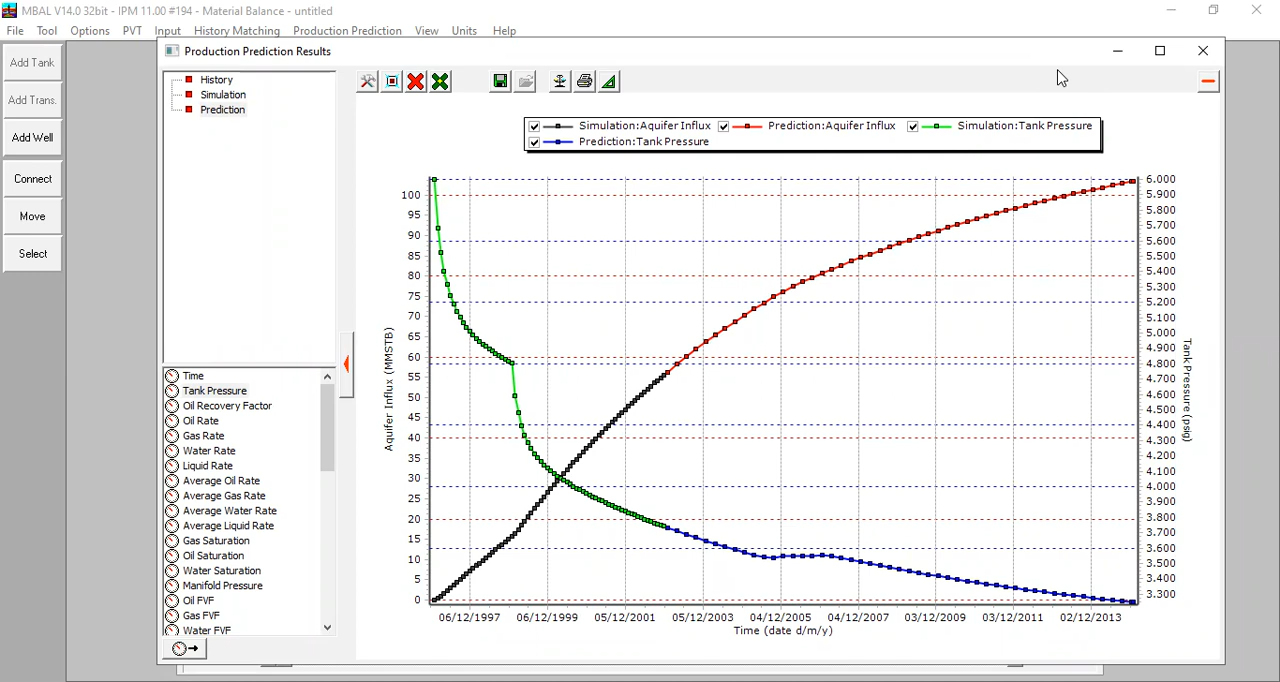 MBAL V14.0 32bit - IPM 11.00 #194 - Material Balance - untitled
File Tool Options PVT Input History Matching Production Prediction View Units Help
Add Tank
Add Trans.
Add Well
Connect
Move
Select
Production Prediction Results
History
Simulation
Prediction
Time
Tank Pressure
Oil Recovery Factor
Oil Rate
Gas Rate
Water Rate
Liquid Rate
Average Oil Rate
Average Gas Rate
Average Water Rate
Average Liquid Rate
Gas Saturation
Oil Saturation
Water Saturation
Manifold Pressure
Oil FVF
Gas FVF
Water FVF
Simulation:Aquifer Influx Prediction:Aquifer Influx Simulation:Tank Pressure
Prediction:Tank Pressure
Aquifer Influx (MMSTB)
100
95
90
85
80
75
70
65
60
55
50
45
40
35
30
25
20
15
10
5
0
6.000
5.900
5.800
5.700
5.600
5.500
5.400
5.300
5.200
5.100
5.000
4.900
4.800
4.700
4.600
4.500
4.400
4.300
4.200
4.100
4.000
3.900
3.800
3.700
3.600
3.500
3.400
3.300
Tank Pressure (psig)
06/12/1997 06/12/1999 05/12/2001 05/12/2003 04/12/2005 04/12/2007 03/12/2009 03/12/2011 02/12/2013
Time (date d/m/y)